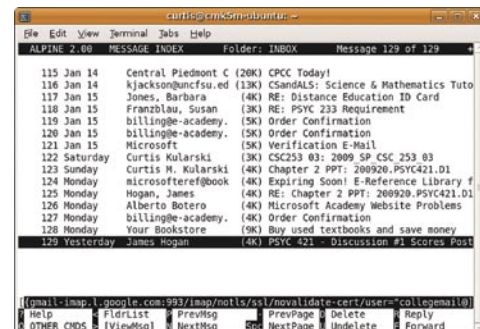 curtis@cmk5m-ubuntu: ~
File Edit View Terminal Tabs Help
ALPINE 2.00 MESSAGE INDEX Folder: INBOX Message 129 of 129 +
115 Jan 14 Central Piedmont C (20K) CPCC Today!
116 Jan 14 kjackson@uncfsu.ed (13K) CSandALS: Science & Mathematics Tuto
117 Jan 15 Jones, Barbara (4K) RE: Distance Education ID Card
118 Jan 15 Franzblau, Susan (3K) RE: PSYC 233 Requirement
119 Jan 15 billing@e-academy. (5K) Order Confirmation
120 Jan 15 billing@e-academy. (5K) Order Confirmation
121 Jan 15 Microsoft (5K) Verification E-Mail
122 Saturday Curtis Kularski (3K) CSC253 03: 2009_SP_CSC_253_03
123 Sunday Curtis M. Kularski (4K) Chapter 2 PPT: 200920.PSYC421.D1
124 Monday microsofteref@book (4K) Expiring Soon! E-Reference Library f
125 Monday Hogan, James (4K) RE: Chapter 2 PPT: 200920.PSYC421.D1
126 Monday Alberto Botero (4K) Microsoft Academy Website Problems
127 Monday billing@e-academy. (4K) Order Confirmation
128 Monday Your Bookstore (9K) Buy used textbooks and save money
129 Yesterday James Hogan (4K) PSYC 421 - Discussion #1 Scores Post
[{gmail-imap.l.google.com:993/imap/notls/ssl/novalidate-cert/user="collegemail@]
? Help < FldrList P PrevMsg - PrevPage D Delete R Reply
O OTHER CMDS > [ViewMsg] N NextMsg Spc NextPage U Undelete F Forward